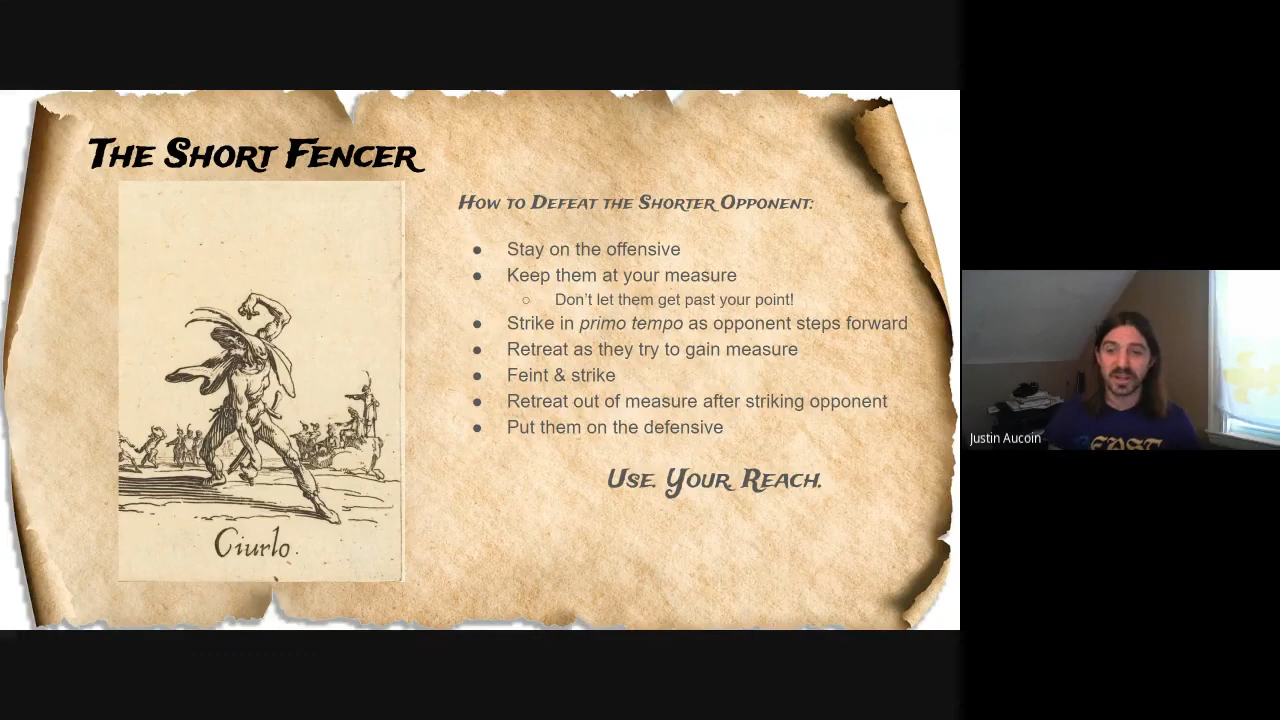 The Short Fencer
How to Defeat the Shorter Opponent:
● Stay on the offensive
● Keep them at your measure
○ Don't let them get past your point!
● Strike in primo tempo as opponent steps forward
● Retreat as they try to gain measure
● Feint & strike
● Retreat out of measure after striking opponent
● Put them on the defensive
Use. Your Reach.
Ciurlo.
Justin Aucoin